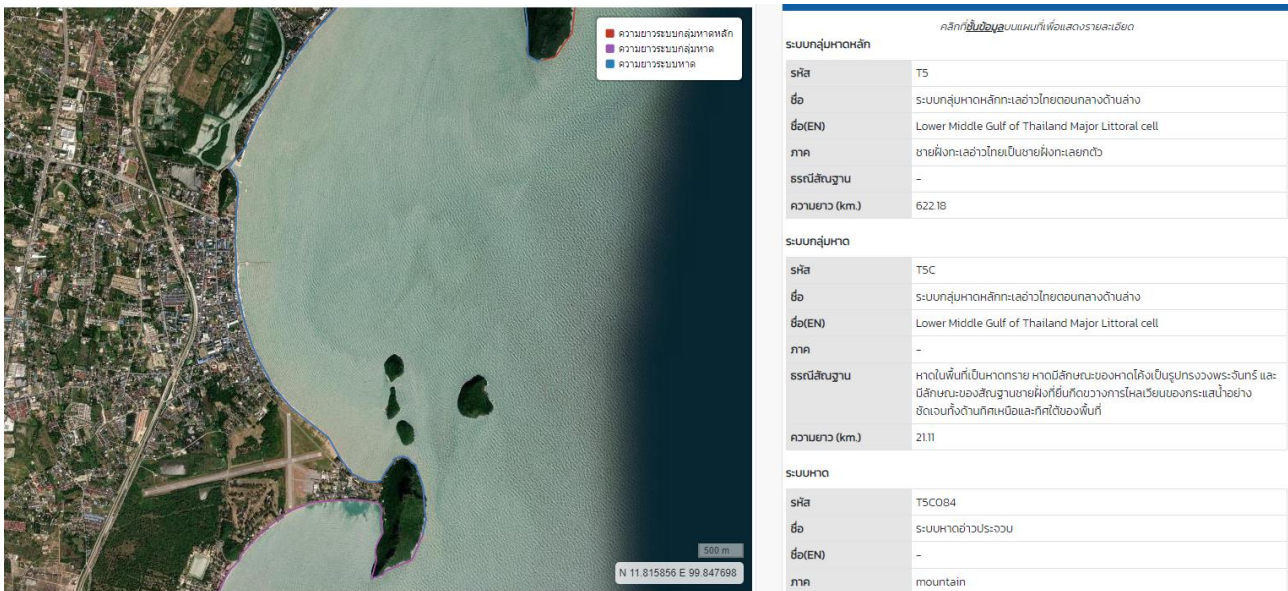 ความยาวระบบกลุ่มหาดหลัก
ความยาวระบบกลุ่มหาด
ความยาวระบบหาด
500 m
N 11.815856 E 99.847698
คลิกที่ชั้นข้อมูลบนแผนที่เพื่อแสดงรายละเอียด
ระบบกลุ่มหาดหลัก
รหัส T5
ชื่อ ระบบกลุ่มหาดหลักทะเลอ่าวไทยตอนกลางด้านล่าง
ชื่อ(EN) Lower Middle Gulf of Thailand Major Littoral cell
ภาค ชายฝั่งทะเลอ่าวไทยเป็นชายฝั่งทะเลยกตัว
ธรณีสัณฐาน -
ความยาว (km.) 622.18
ระบบกลุ่มหาด
รหัส T5C
ชื่อ ระบบกลุ่มหาดหลักทะเลอ่าวไทยตอนกลางด้านล่าง
ชื่อ(EN) Lower Middle Gulf of Thailand Major Littoral cell
ภาค -
ธรณีสัณฐาน หาดในพื้นที่เป็นหาดทราย หาดมีลักษณะของหาดโค้งเป็นรูปทรงวงพระจันทร์ และ
มีลักษณะของสัณฐานชายฝั่งที่ยื่นกีดขวางการไหลเวียนของกระแสน้ำอย่าง
ชัดเจนทั้งด้านทิศเหนือและทิศใต้ของพื้นที่
ความยาว (km.) 21.11
ระบบหาด
รหัส T5C084
ชื่อ ระบบหาดอ่าวประจวบ
ชื่อ(EN) -
ภาค mountain